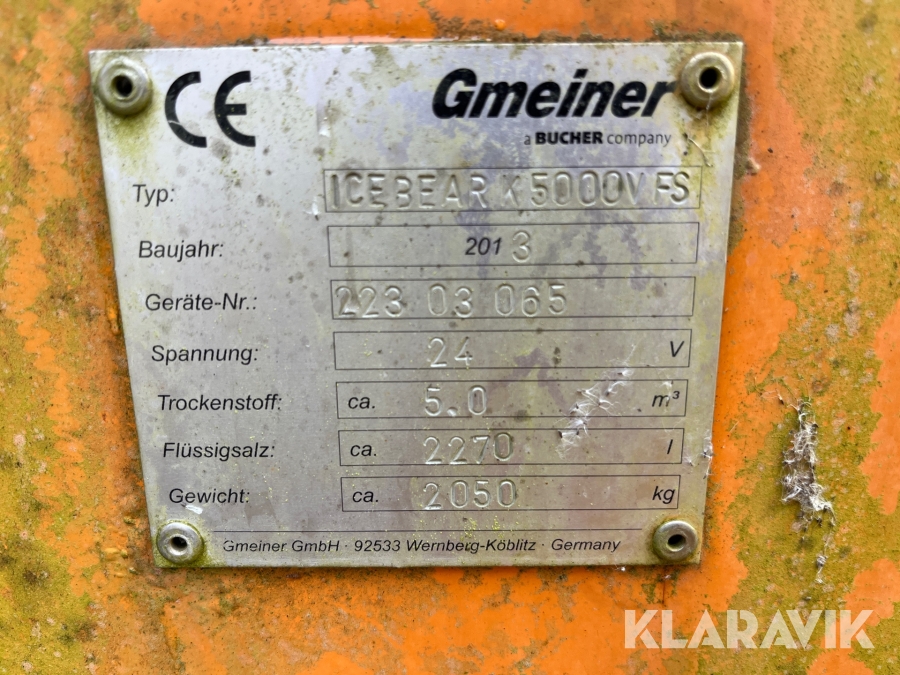 CE
Gmeiner
a BUCHER company
Typ: ICEBEAR X 5000V FS
Baujahr: 2013
Geräte-Nr.: 223 03 065
Spannung: 24 V
Trockenstoff: ca. 5.0 m³
Flüssigsalz: ca. 2270 l
Gewicht: ca. 2050 kg
Gmeiner GmbH · 92533 Wernberg-Köblitz · Germany
KLARAVIK